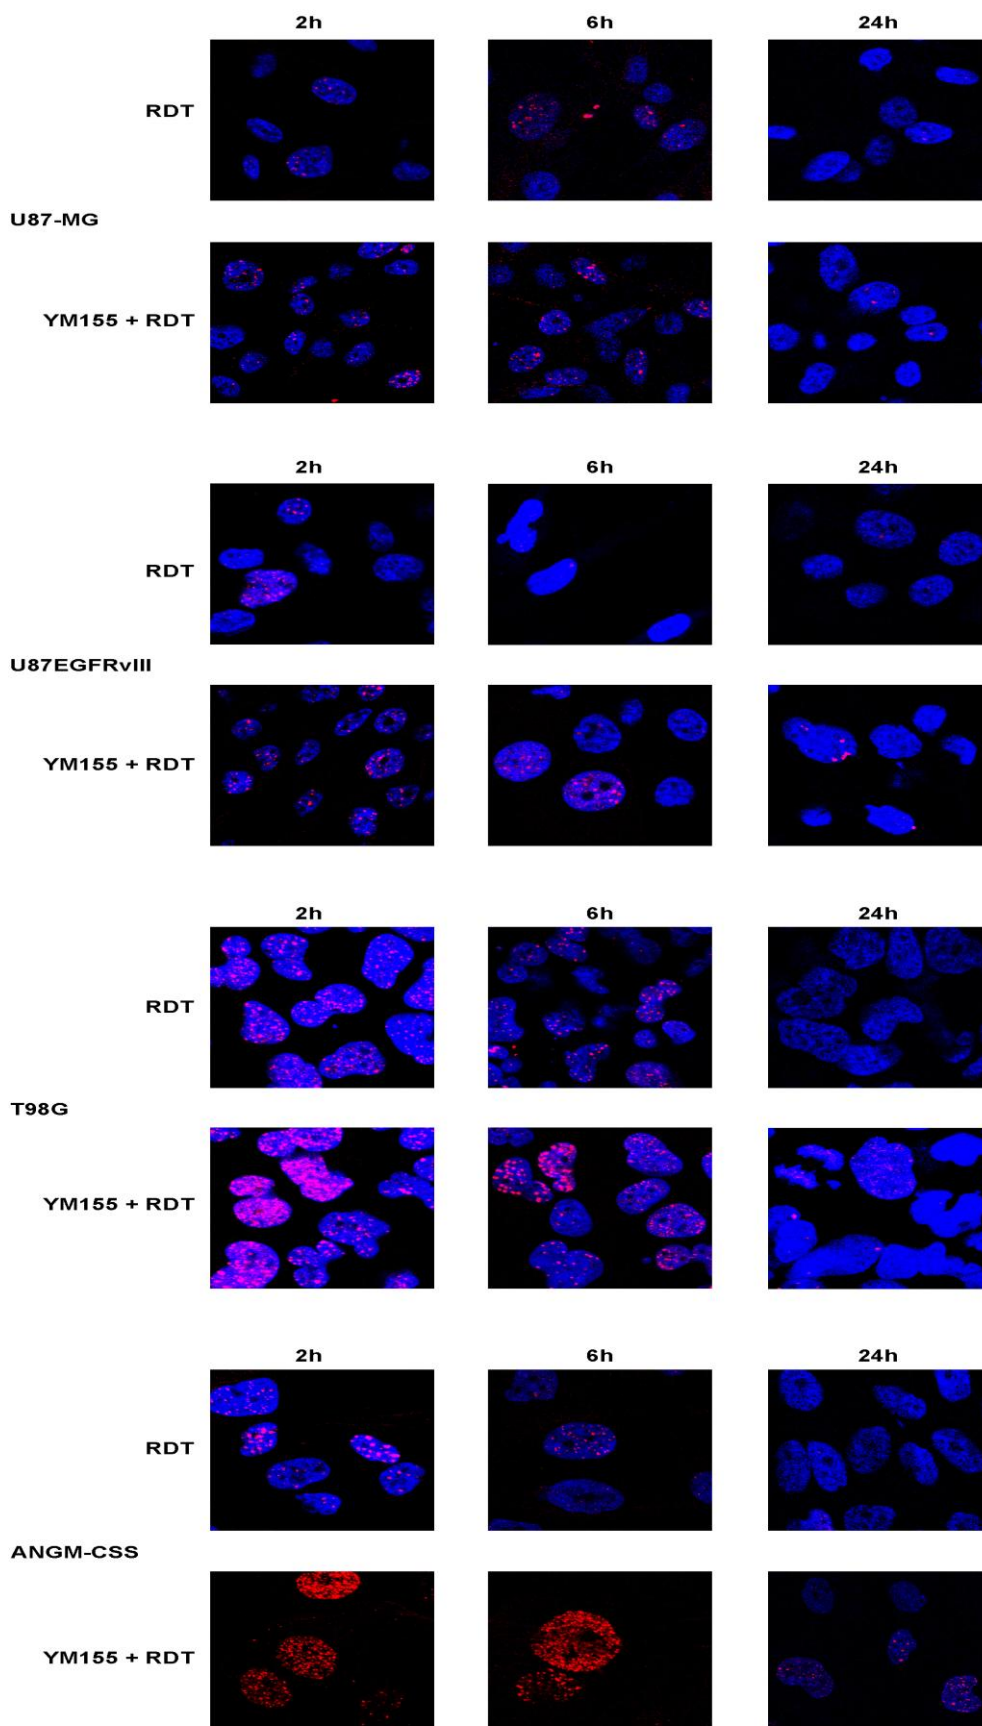 2h 6h 24h
RDT
U87-MG
YM155 + RDT
2h 6h 24h
RDT
U87EGFRvIII
YM155 + RDT
2h 6h 24h
RDT
T98G
YM155 + RDT
2h 6h 24h
RDT
ANGM-CSS
YM155 + RDT